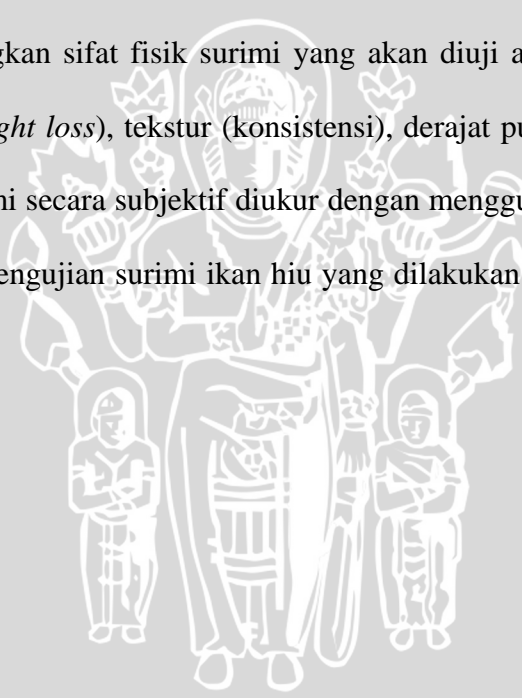 gkan sifat fisik surimi yang akan diuji a
ght loss), tekstur (konsistensi), derajat pu
ni secara subjektif diukur dengan menggu
engujian surimi ikan hiu yang dilakukan